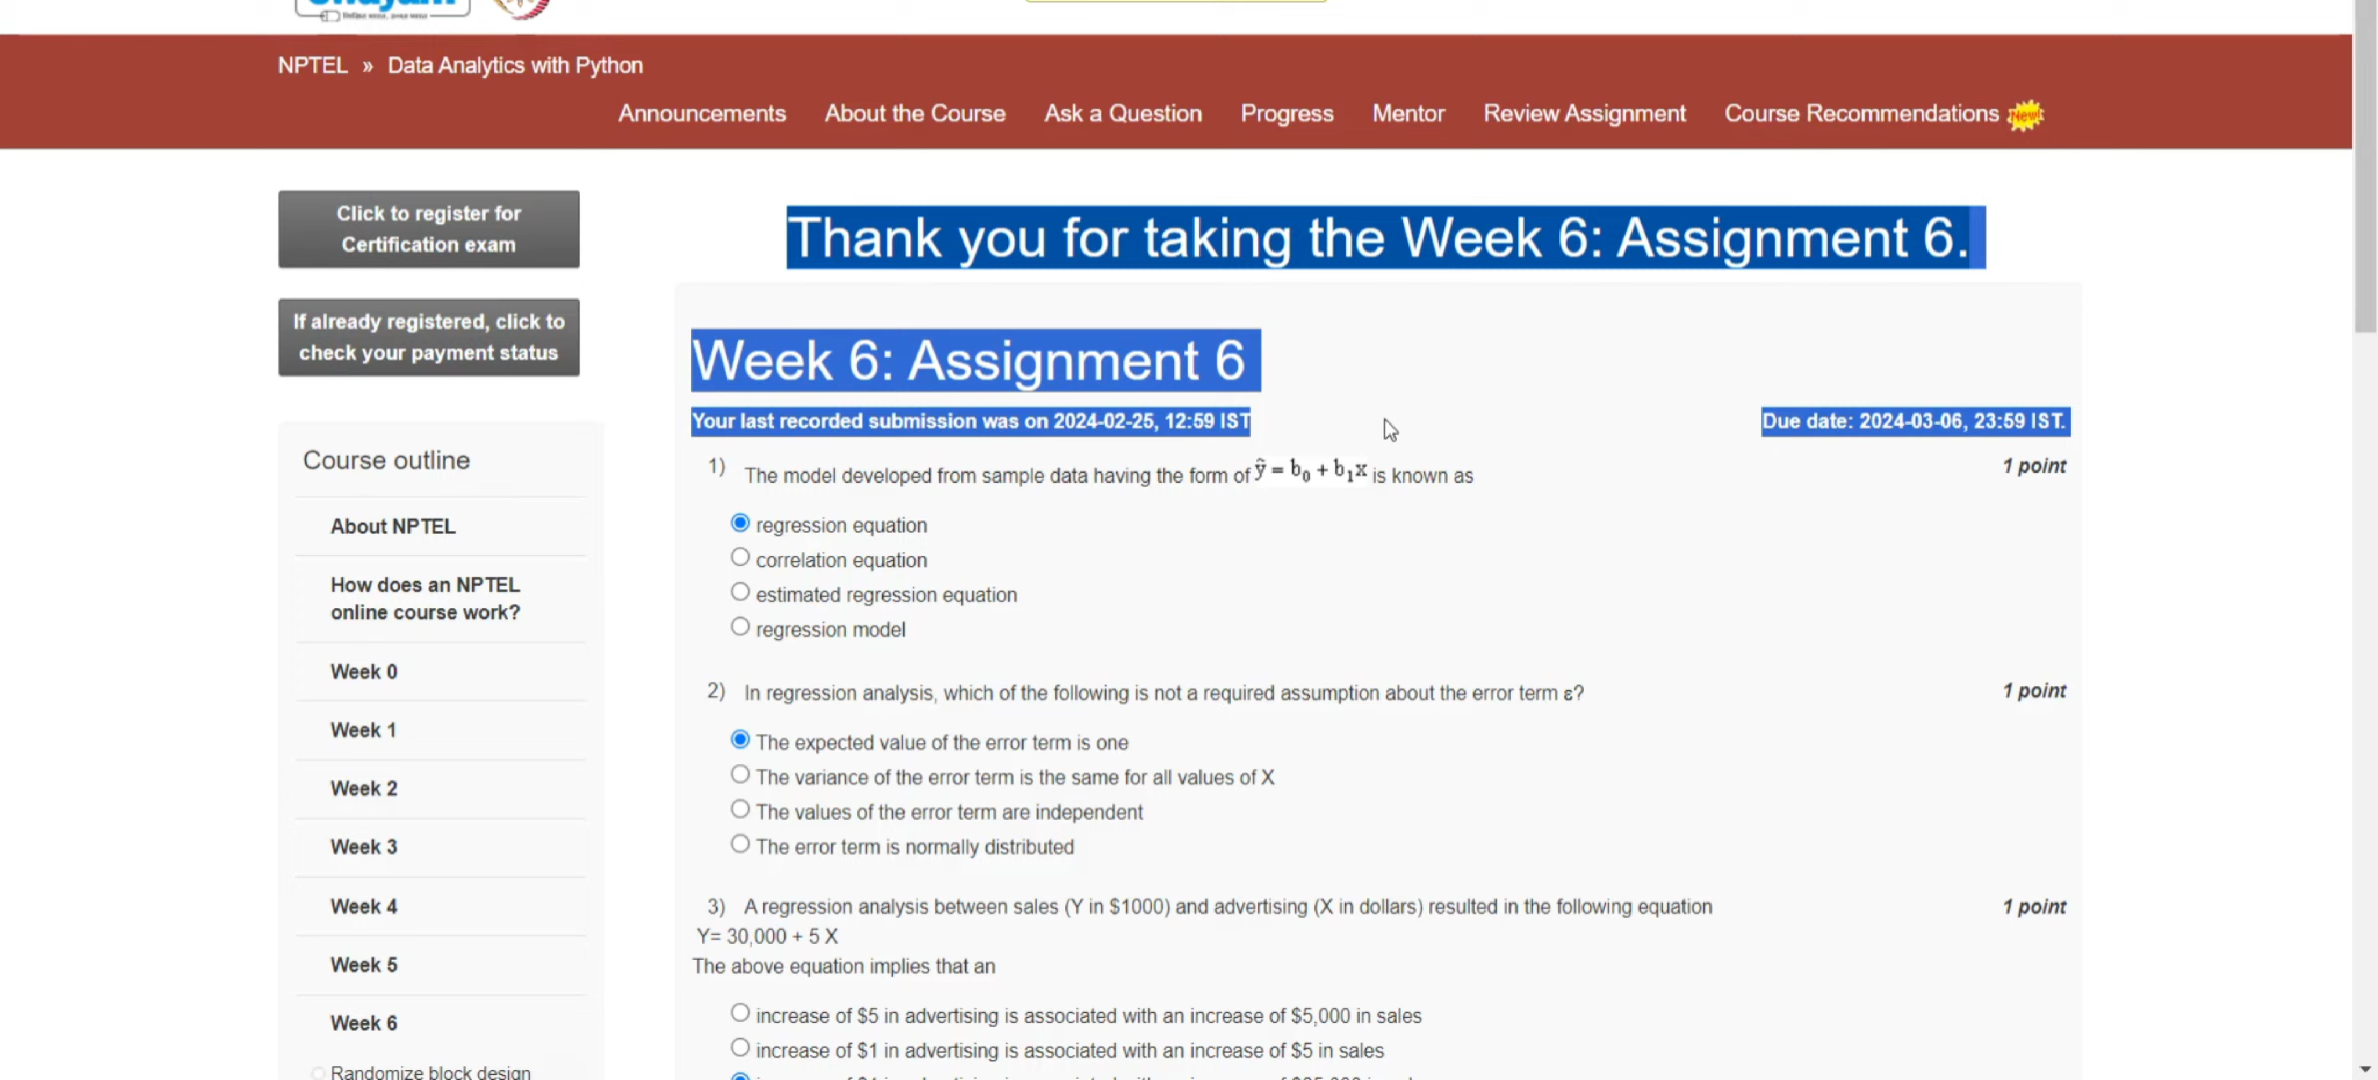 NPTEL » Data Analytics with Python
Announcements About the Course Ask a Question Progress Mentor Review Assignment Course Recommendations New!
Click to register for
Certification exam
If already registered, click to
check your payment status
Course outline
About NPTEL
How does an NPTEL
online course work?
Week 0
Week 1
Week 2
Week 3
Week 4
Week 5
Week 6
Randomize block design
Thank you for taking the Week 6: Assignment 6.
Week 6: Assignment 6
Your last recorded submission was on 2024-02-25, 12:59 IST Due date: 2024-03-06, 23:59 IST.
1) The model developed from sample data having the form of ŷ = b₀ + b₁x is known as 1 point
regression equation
correlation equation
estimated regression equation
regression model
2) In regression analysis, which of the following is not a required assumption about the error term ε? 1 point
The expected value of the error term is one
The variance of the error term is the same for all values of X
The values of the error term are independent
The error term is normally distributed
3) A regression analysis between sales (Y in $1000) and advertising (X in dollars) resulted in the following equation 1 point
Y= 30,000 + 5 X
The above equation implies that an
increase of $5 in advertising is associated with an increase of $5,000 in sales
increase of $1 in advertising is associated with an increase of $5 in sales